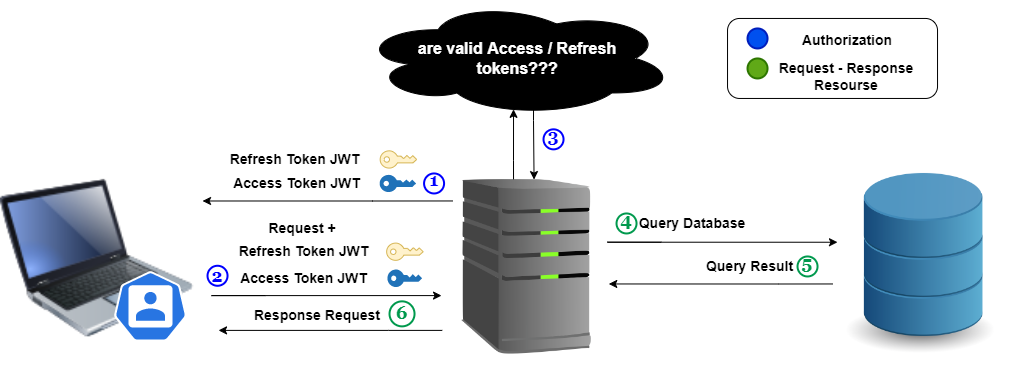 are valid Access / Refresh
tokens???
Authorization
Request - Response
Resourse
3
Refresh Token JWT
Access Token JWT 1
Request +
Refresh Token JWT
2 Access Token JWT
Response Request 6
4 Query Database
Query Result 5